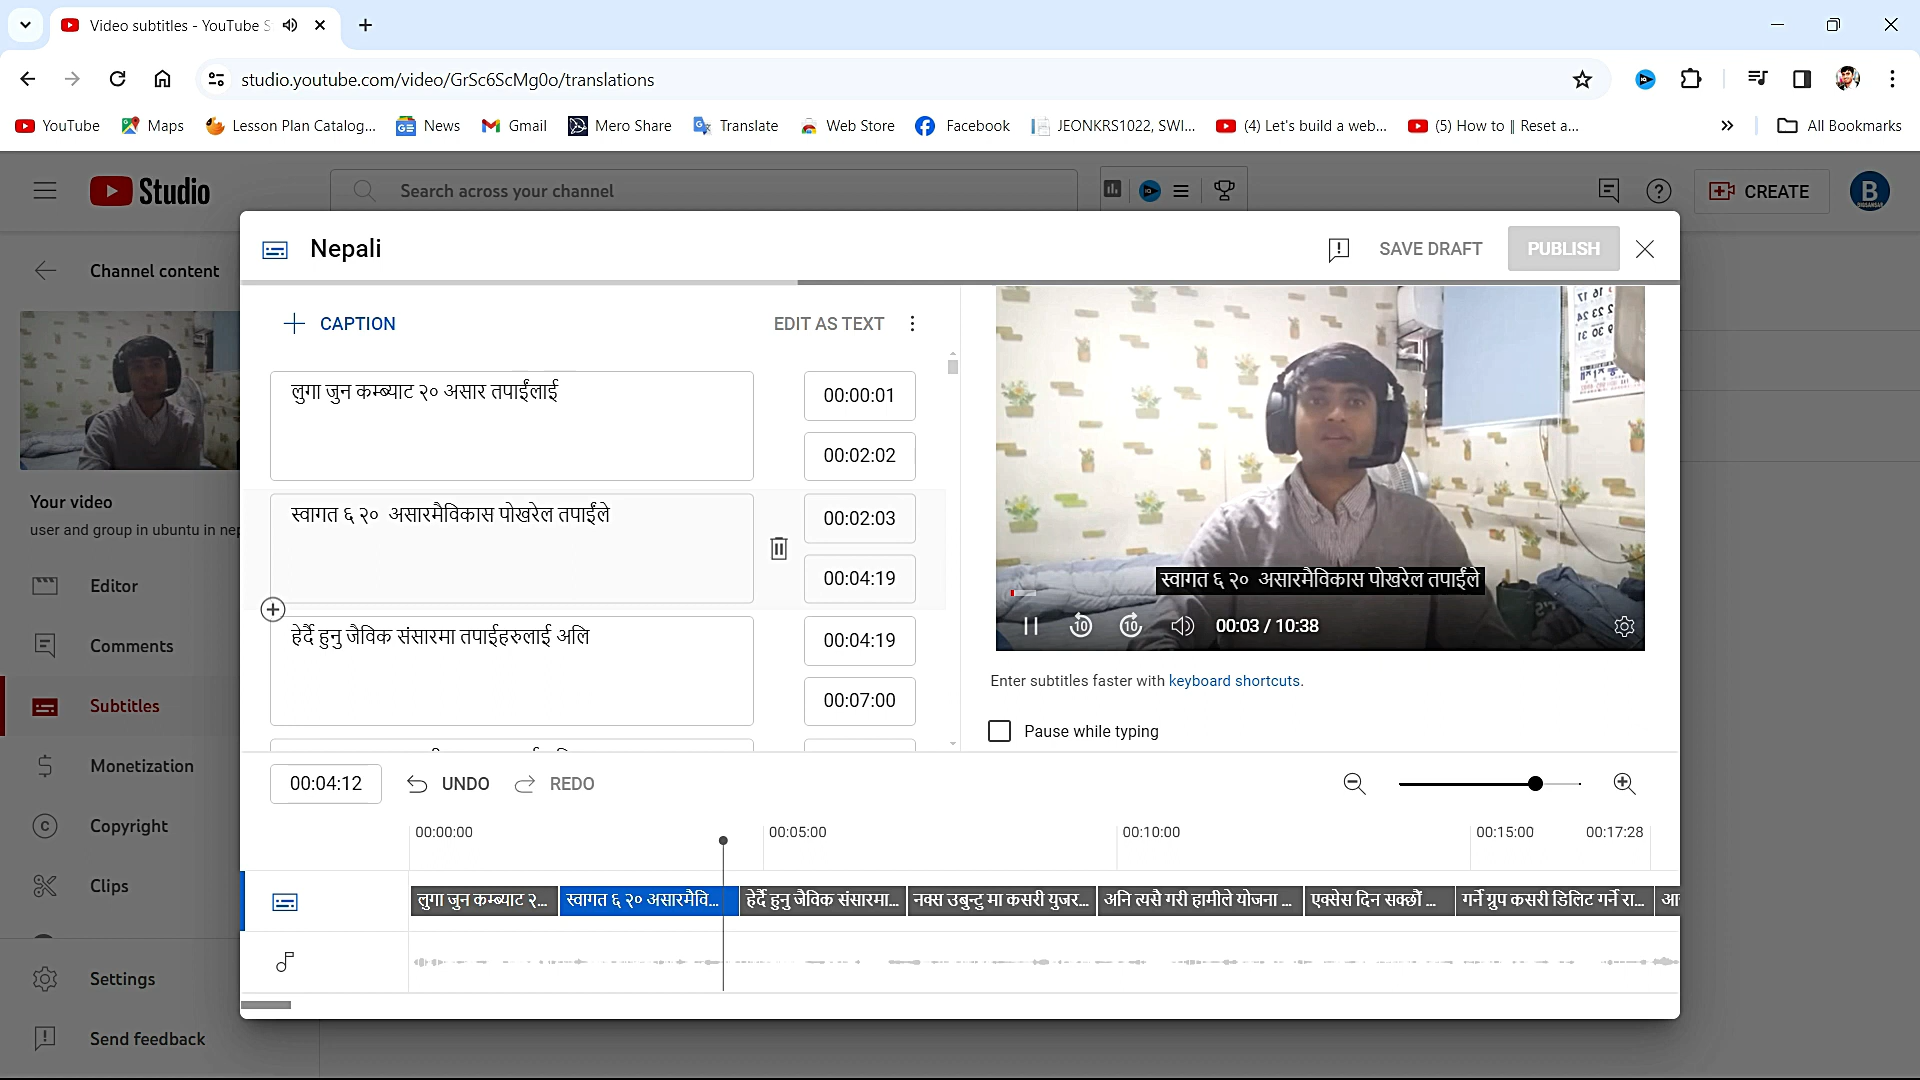 Video subtitles - YouTube S
studio.youtube.com/video/GrSc6ScMg0o/translations
YouTube
Maps
Lesson Plan Catalog...
News
Gmail
Mero Share
Translate
Web Store
Facebook
JEONKRS1022, SWI...
(4) Let's build a web...
(5) How to || Reset a...
All Bookmarks
Studio
Search across your channel
CREATE
Nepali
SAVE DRAFT
PUBLISH
Channel content
Your video
user and group in ubuntu in nep
Editor
Comments
Subtitles
Monetization
Copyright
Clips
Settings
Send feedback
CAPTION
EDIT AS TEXT
लुगा जुन कम्ब्याट २० असार तपाईंलाई
00:00:01
00:02:02
स्वागत ६ २०  असारमैविकास पोखरेल तपाईंले
00:02:03
00:04:19
हेर्दै हुनु जैविक संसारमा तपाईहरुलाई अलि
00:04:19
00:07:00
स्वागत ६ २०  असारमैविकास पोखरेल तपाईंले
00:03 / 10:38
Enter subtitles faster with keyboard shortcuts.
Pause while typing
00:04:12
UNDO
REDO
00:00:00
00:05:00
00:10:00
00:15:00
00:17:28
लुगा जुन कम्ब्याट २...
स्वागत ६ २० असारमैवि...
हेर्दै हुनु जैविक संसारमा...
नक्स उबुन्टु मा कसरी युजर...
अनि त्यसै गरी हामीले योजना ...
एक्सेस दिन सक्छौं ...
गर्ने ग्रुप कसरी डिलिट गर्ने रा...